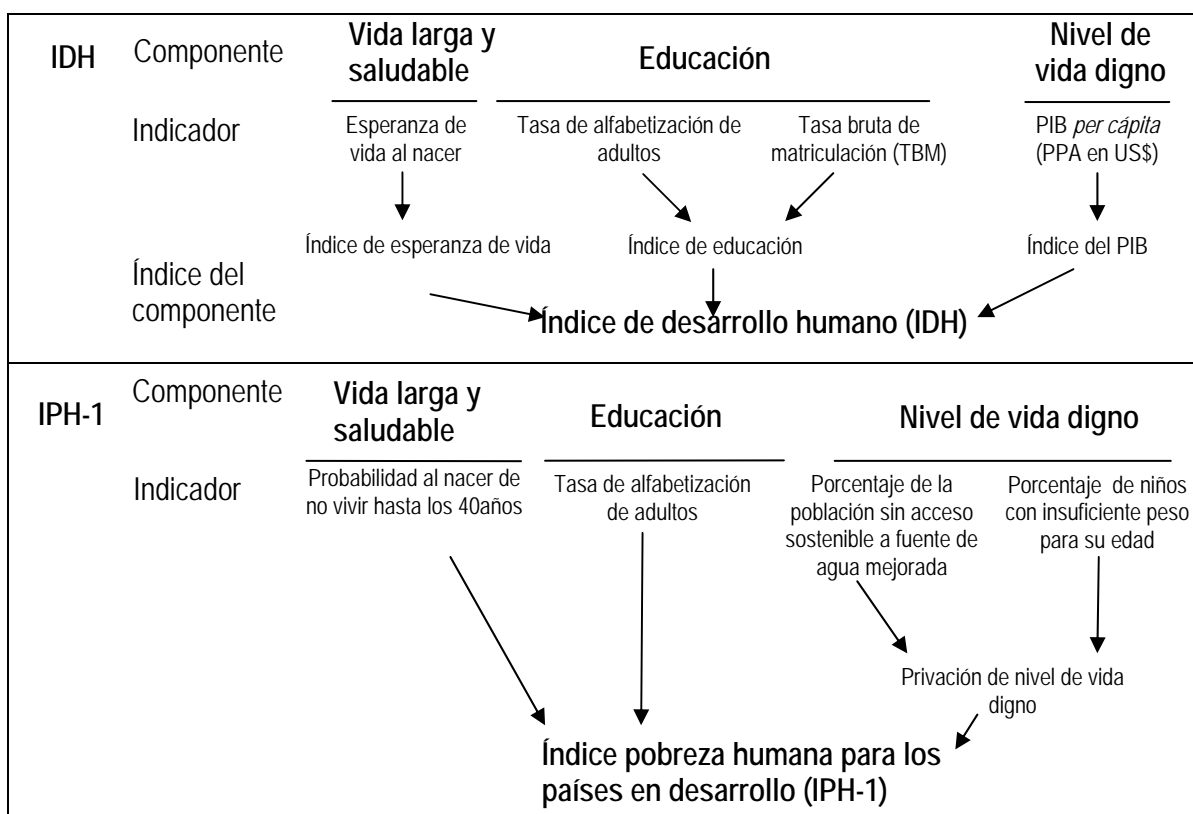 IDH
Componente
Vida larga y
saludable
Educación
Nivel de
vida digno
Indicador
Esperanza de
vida al nacer
Tasa de alfabetización de
adultos
Tasa bruta de
matriculación (TBM)
PIB per cápita
(PPA en US$)
Índice del
componente
Índice de esperanza de vida
Índice de educación
Índice del PIB
Índice de desarrollo humano (IDH)
IPH-1
Componente
Vida larga y
saludable
Educación
Nivel de vida digno
Indicador
Probabilidad al nacer de
no vivir hasta los 40años
Tasa de alfabetización
de adultos
Porcentaje de la
población sin acceso
sostenible a fuente de
agua mejorada
Porcentaje de niños
con insuficiente peso
para su edad
Privación de nivel de vida
digno
Índice pobreza humana para los
países en desarrollo (IPH-1)